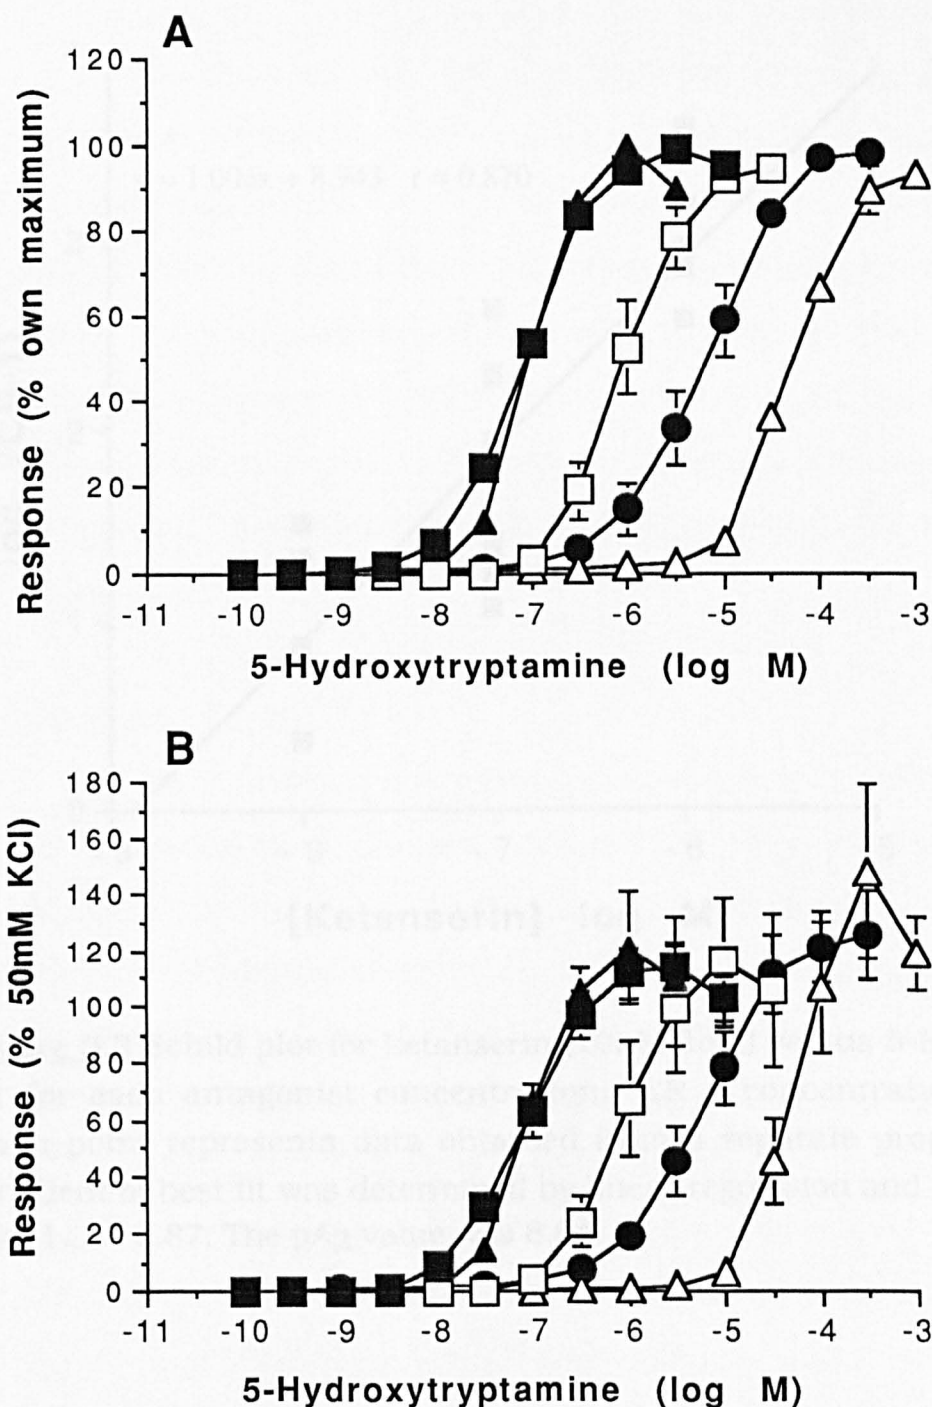 A
120
100
80
60
40
20
0
Response (% own maximum)
-11 -10 -9 -8 -7 -6 -5 -4 -3
5-Hydroxytryptamine (log M)
B
180
160
140
120
100
80
60
40
20
0
Response (% 50mM KCl)
-11 -10 -9 -8 -7 -6 -5 -4 -3
5-Hydroxytryptamine (log M)
[Ketanserin] log M